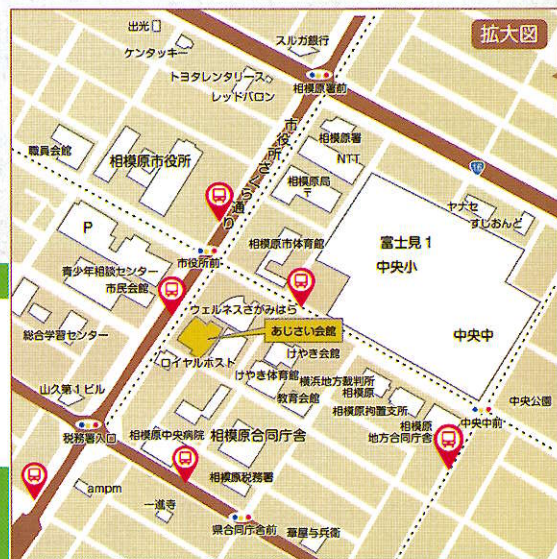 拡大図
出光
ケンタッキー
スルガ銀行
トヨタレンタリース
レッドバロン
相模原署前
市役所さくら通り
職員会館
相模原市役所
相模原署
NTT
相模原局
〒
16
ヤナセ
すじおんど
P
市役所前
相模原市体育館
富士見1
中央小
青少年相談センター
市民会館
ウェルネスさがみはら
あじさい会館
中央中
総合学習センター
ロイヤルポスト
けやき会館
けやき体育館
横浜地方裁判所
相模原
山久第1ビル
教育会館
相模原拘置支所
中央公園
中央中前
税務署入口
相模原中央病院
相模原合同庁舎
相模原
地方合同庁舎
相模原税務署
ampm
一進寺
県合同庁舎前
華屋与兵衛